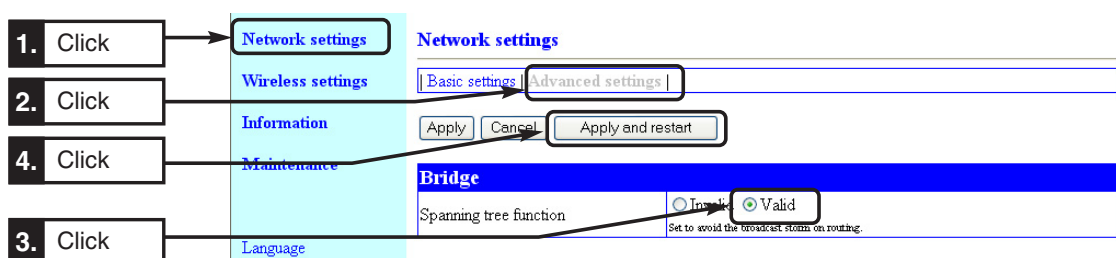 1. Click
Network settings
Network settings
Wireless settings
| Basic settings | Advanced settings |
2. Click
Information
Apply Cancel Apply and restart
4. Click
Maintenance
Bridge
Spanning tree function
Invalid Valid
Set to avoid the broadcast storm on routing.
3. Click
Language